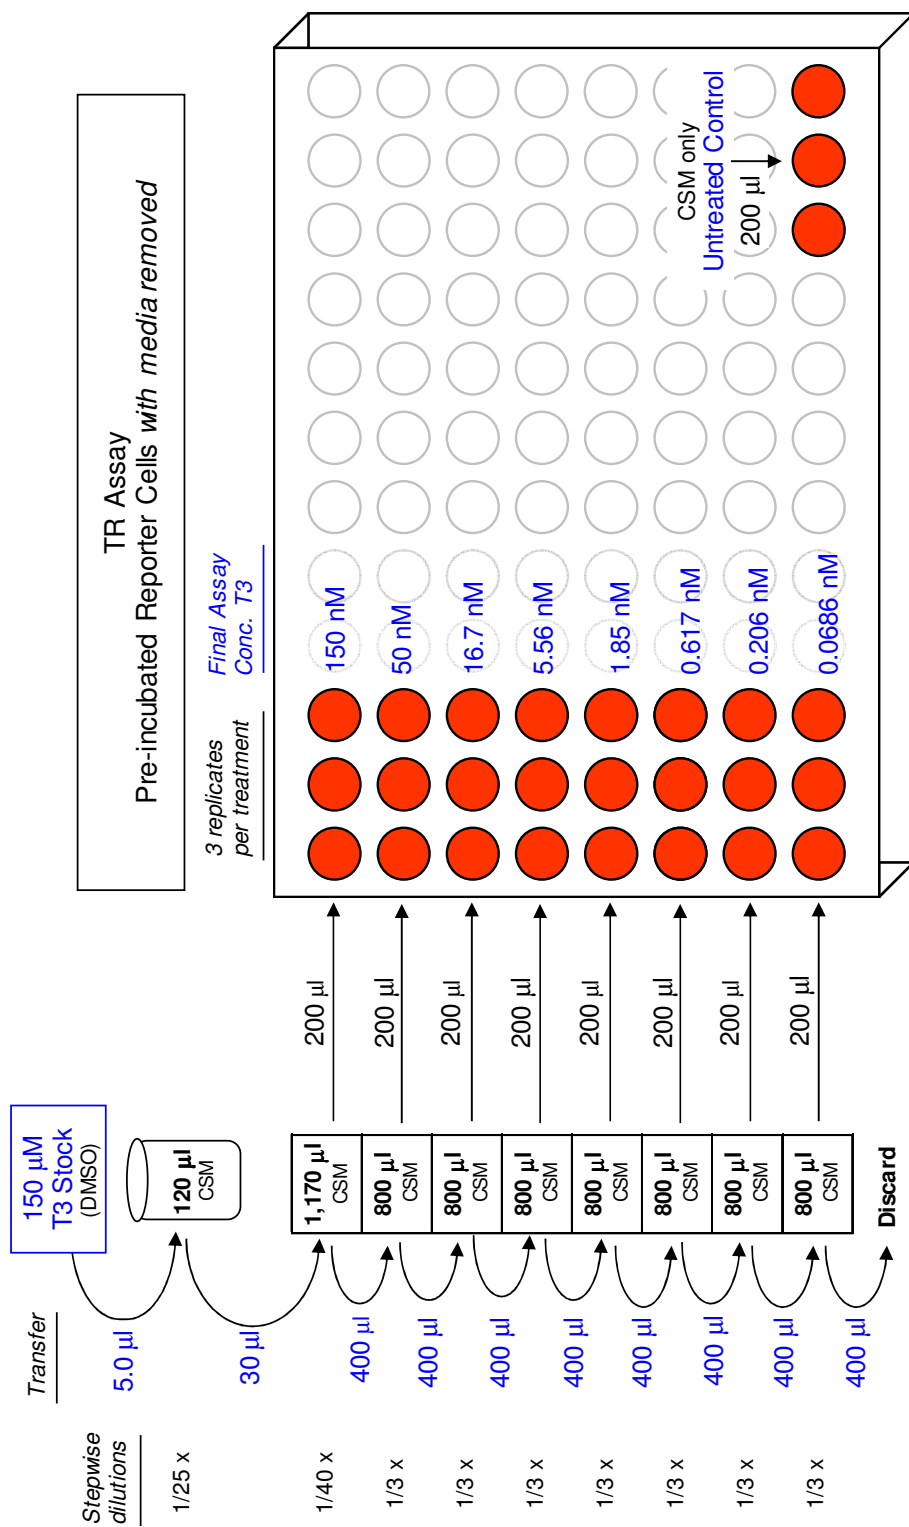 TR Assay
Pre-incubated Reporter Cells with media removed
Stepwise
dilutions
Transfer
3 replicates
per treatment
Final Assay
Conc. T3
150 µM
T3 Stock
(DMSO)
1/25 x
5.0 µl
120 µl
CSM
30 µl
1/40 x
1,170 µl
CSM
200 µl
150 nM
400 µl
1/3 x
800 µl
CSM
200 µl
50 nM
400 µl
1/3 x
800 µl
CSM
200 µl
16.7 nM
400 µl
1/3 x
800 µl
CSM
200 µl
5.56 nM
400 µl
1/3 x
800 µl
CSM
200 µl
1.85 nM
400 µl
1/3 x
800 µl
CSM
200 µl
0.617 nM
400 µl
1/3 x
800 µl
CSM
200 µl
0.206 nM
400 µl
1/3 x
800 µl
CSM
200 µl
0.0686 nM
400 µl
Discard
CSM only
Untreated Control
200 µl